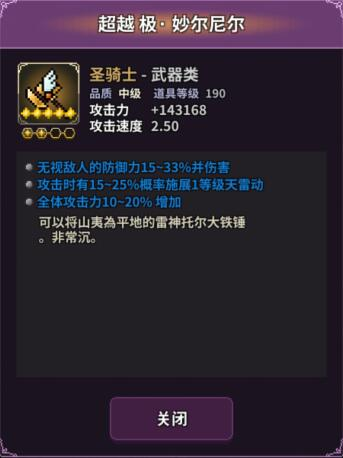 超越 极·妙尔尼尔
圣骑士 - 武器类
品质 中级 道具等级 190
攻击力 +143168
攻击速度 2.50
无视敌人的防御力15~33%并伤害
攻击时有15~25%概率施展1等级天雷动
全体攻击力10~20% 增加
可以将山夷為平地的雷神托尔大铁锤
。非常沉。
关闭